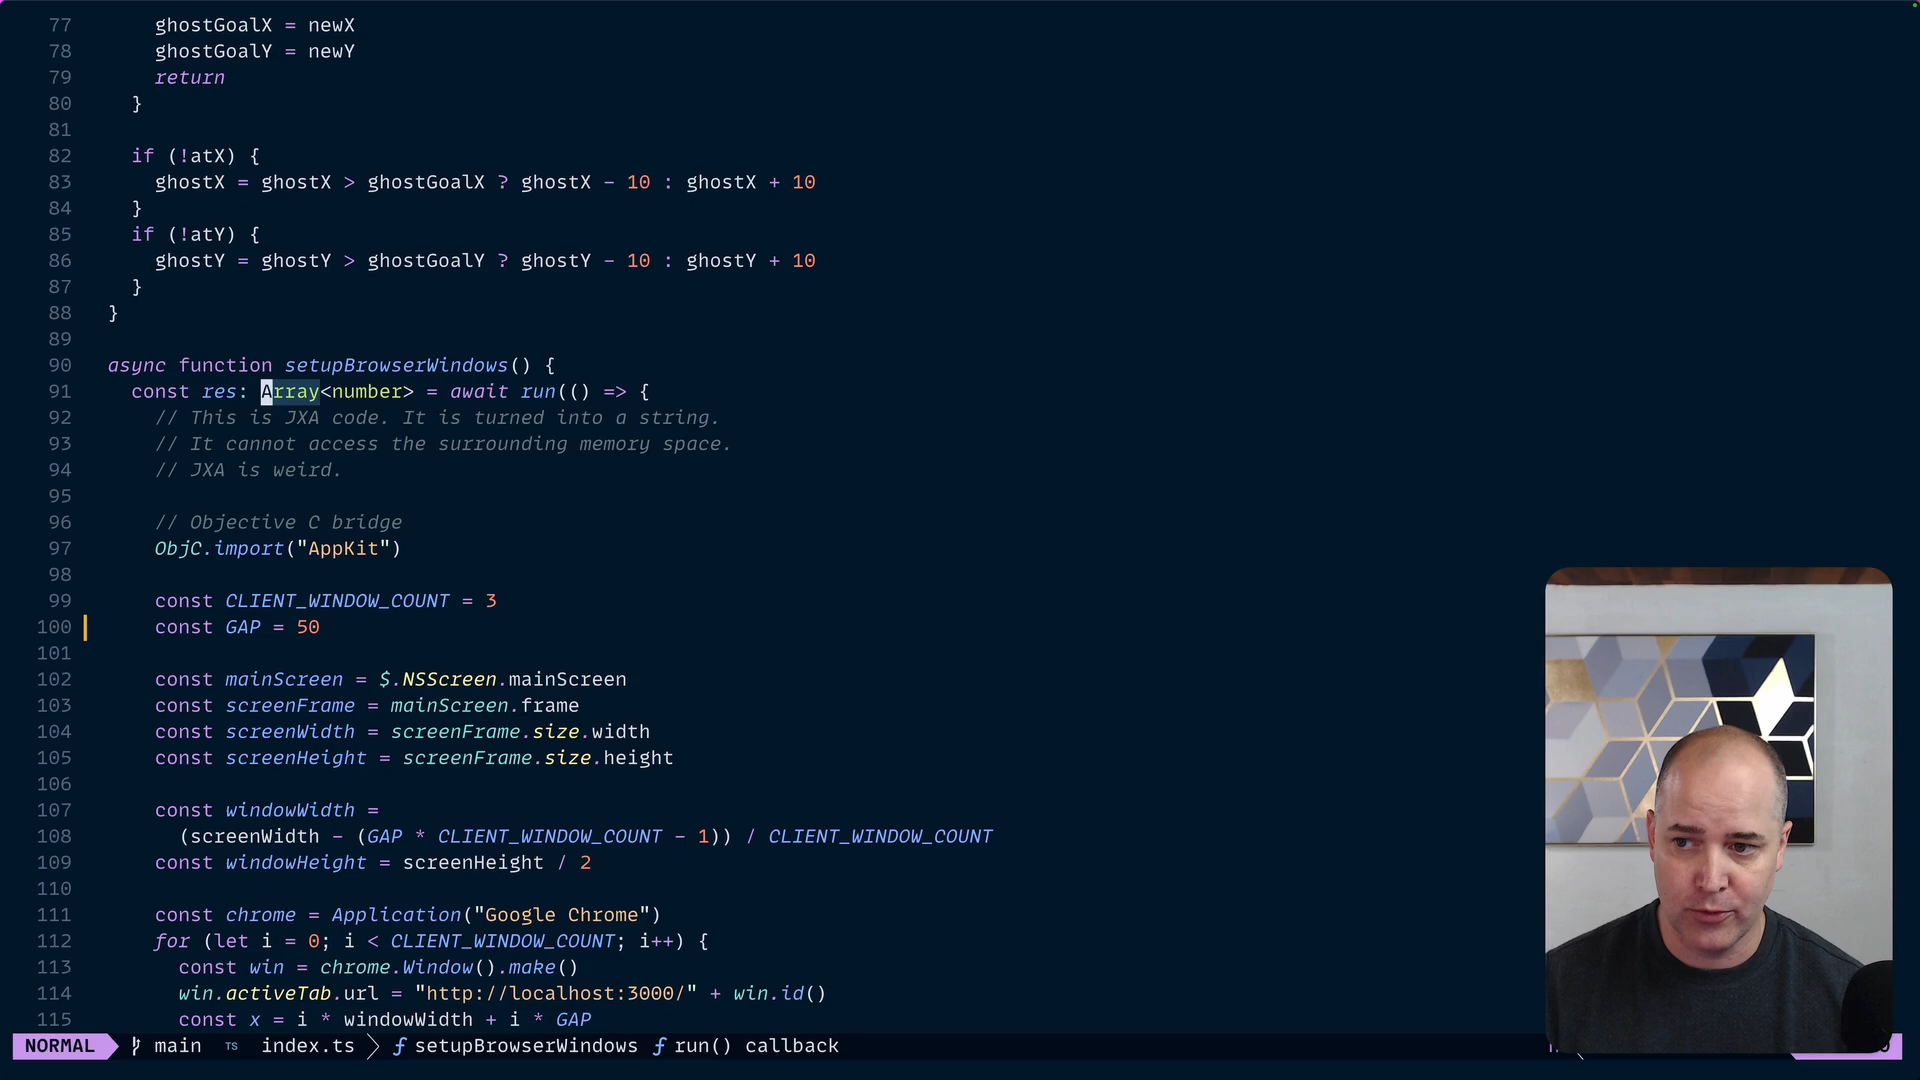 77 ghostGoalX = newX
78 ghostGoalY = newY
79 return
80 }
81
82 if (!atX) {
83 ghostX = ghostX > ghostGoalX ? ghostX - 10 : ghostX + 10
84 }
85 if (!atY) {
86 ghostY = ghostY > ghostGoalY ? ghostY - 10 : ghostY + 10
87 }
88 }
89
90 async function setupBrowserWindows() {
91 const res: Array<number> = await run(() => {
92 // This is JXA code. It is turned into a string.
93 // It cannot access the surrounding memory space.
94 // JXA is weird.
95
96 // Objective C bridge
97 ObjC.import("AppKit")
98
99 const CLIENT_WINDOW_COUNT = 3
100 const GAP = 50
101
102 const mainScreen = $.NSScreen.mainScreen
103 const screenFrame = mainScreen.frame
104 const screenWidth = screenFrame.size.width
105 const screenHeight = screenFrame.size.height
106
107 const windowWidth =
108 (screenWidth - (GAP * CLIENT_WINDOW_COUNT - 1)) / CLIENT_WINDOW_COUNT
109 const windowHeight = screenHeight / 2
110
111 const chrome = Application("Google Chrome")
112 for (let i = 0; i < CLIENT_WINDOW_COUNT; i++) {
113 const win = chrome.Window().make()
114 win.activeTab.url = "http://localhost:3000/" + win.id()
115 const x = i * windowWidth + i * GAP
NORMAL main TS index.ts ƒ setupBrowserWindows ƒ run() callback